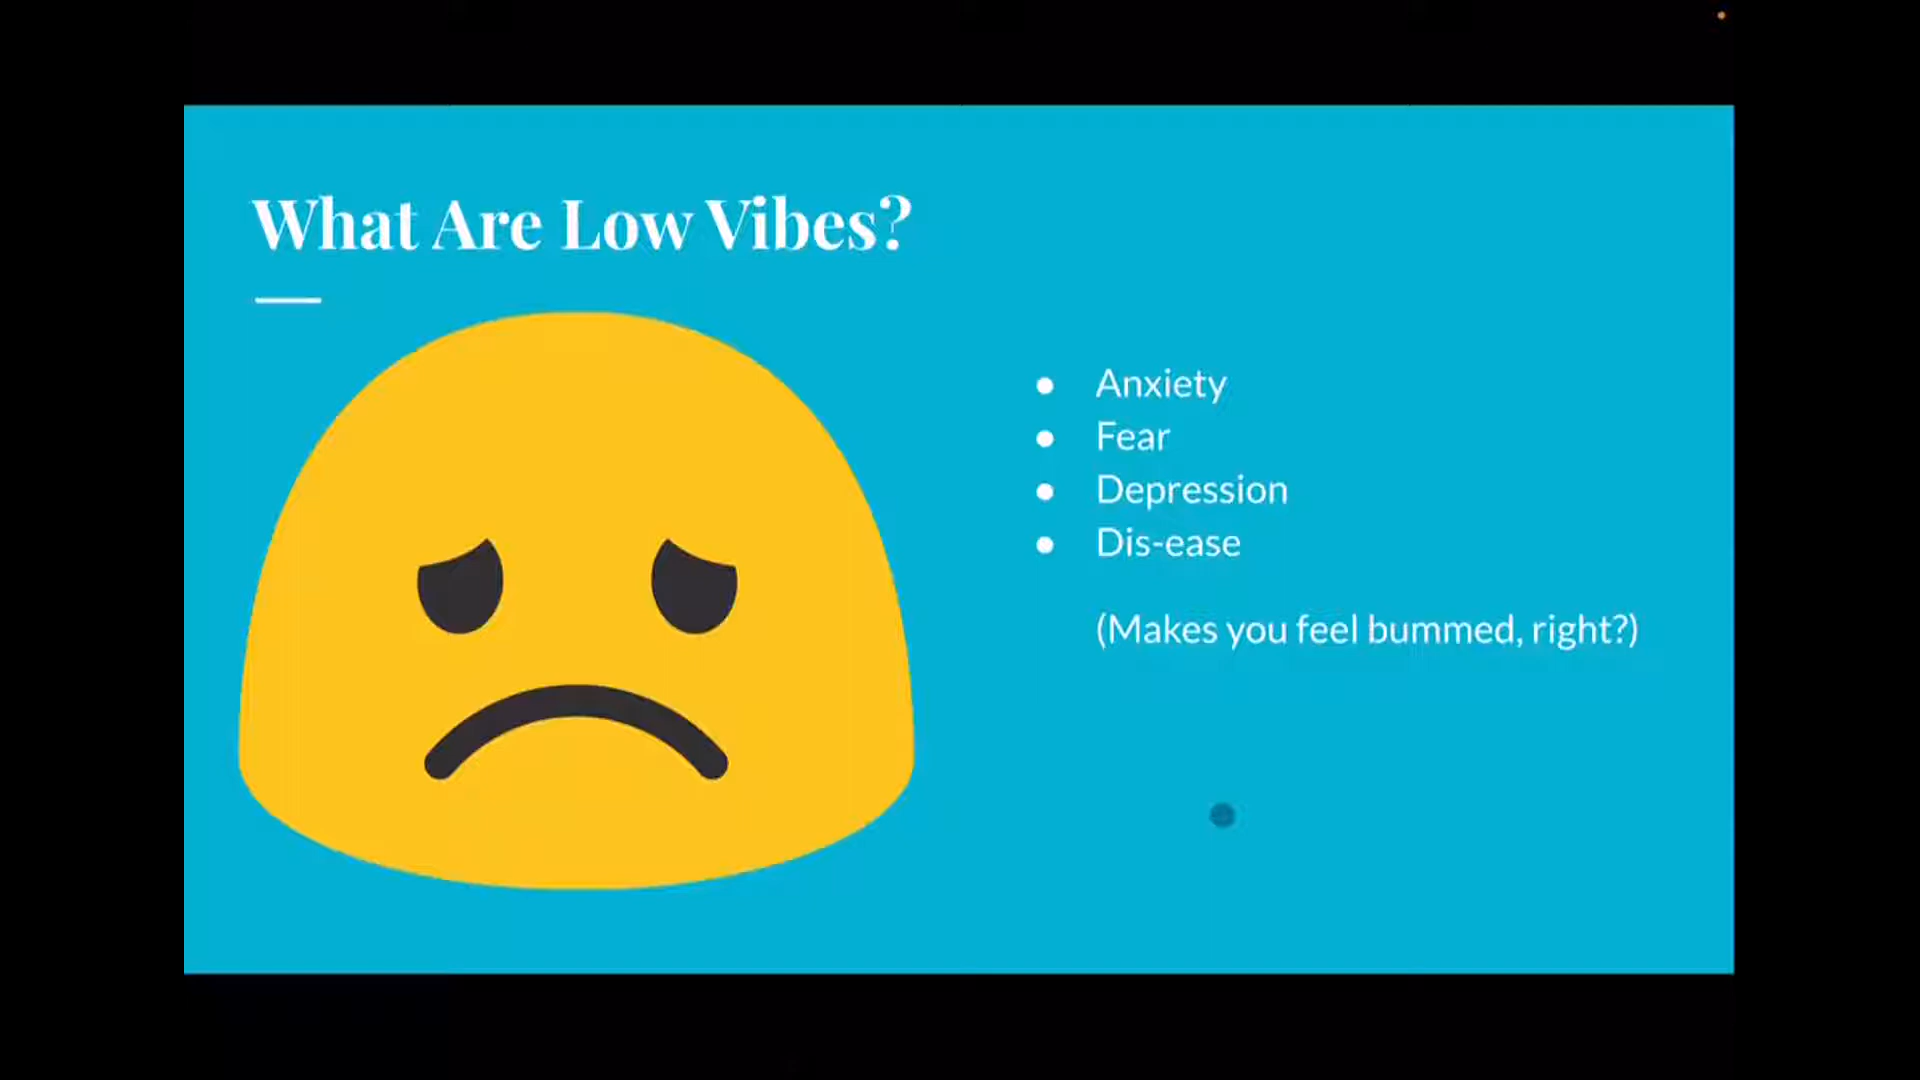 What Are Low Vibes?
Anxiety
Fear
Depression
Dis-ease
(Makes you feel bummed, right?)